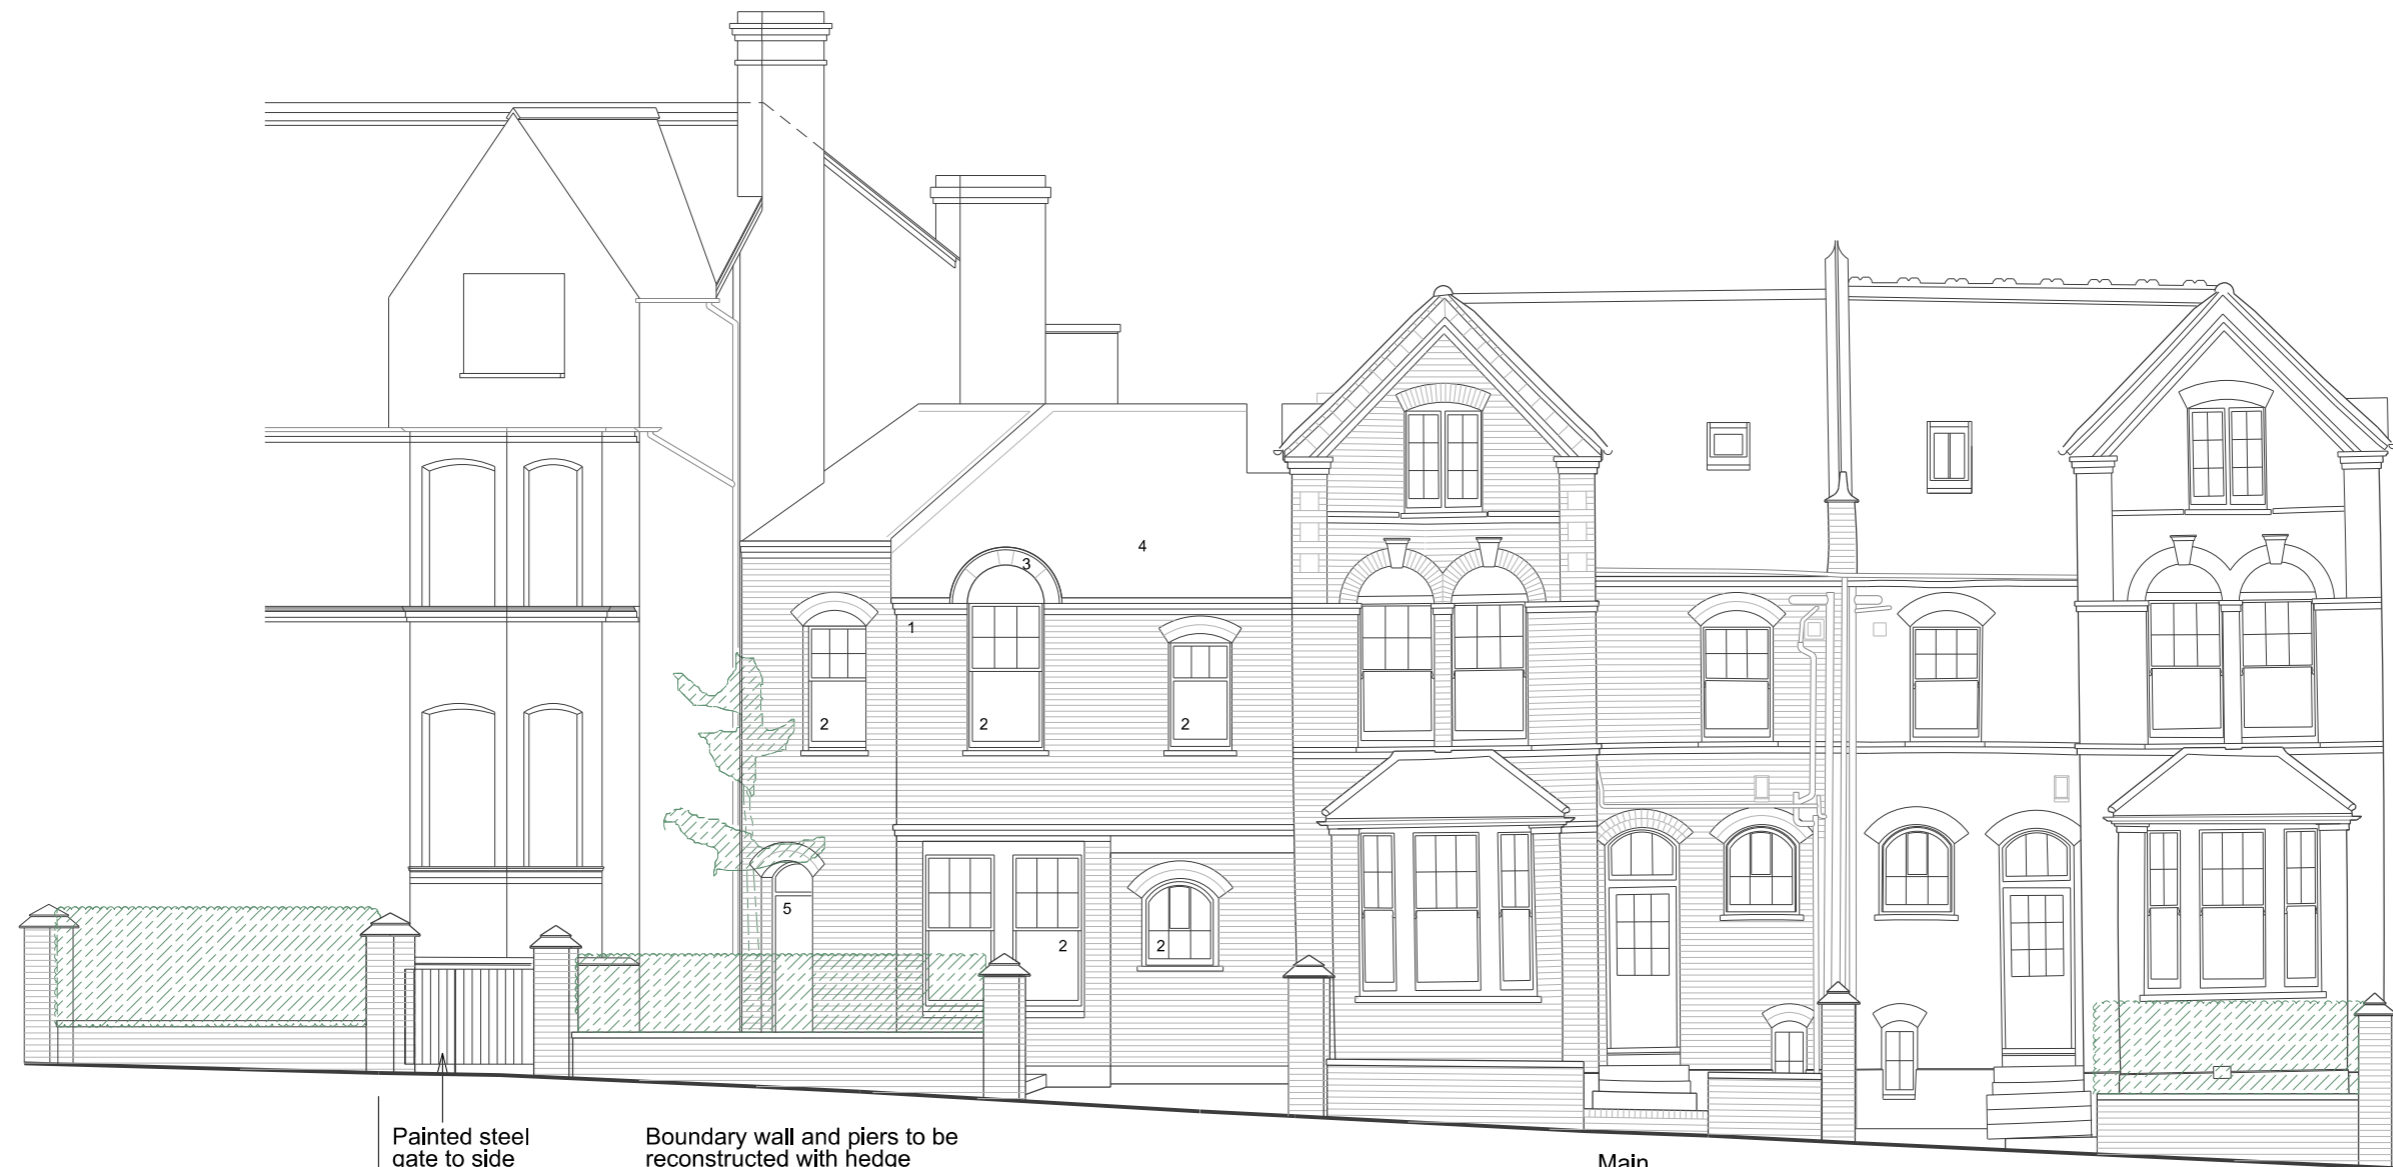 4
3
1
2
2
2
5
2
2
Painted steel
gate to side
Boundary wall and piers to be
reconstructed with hedge
Main